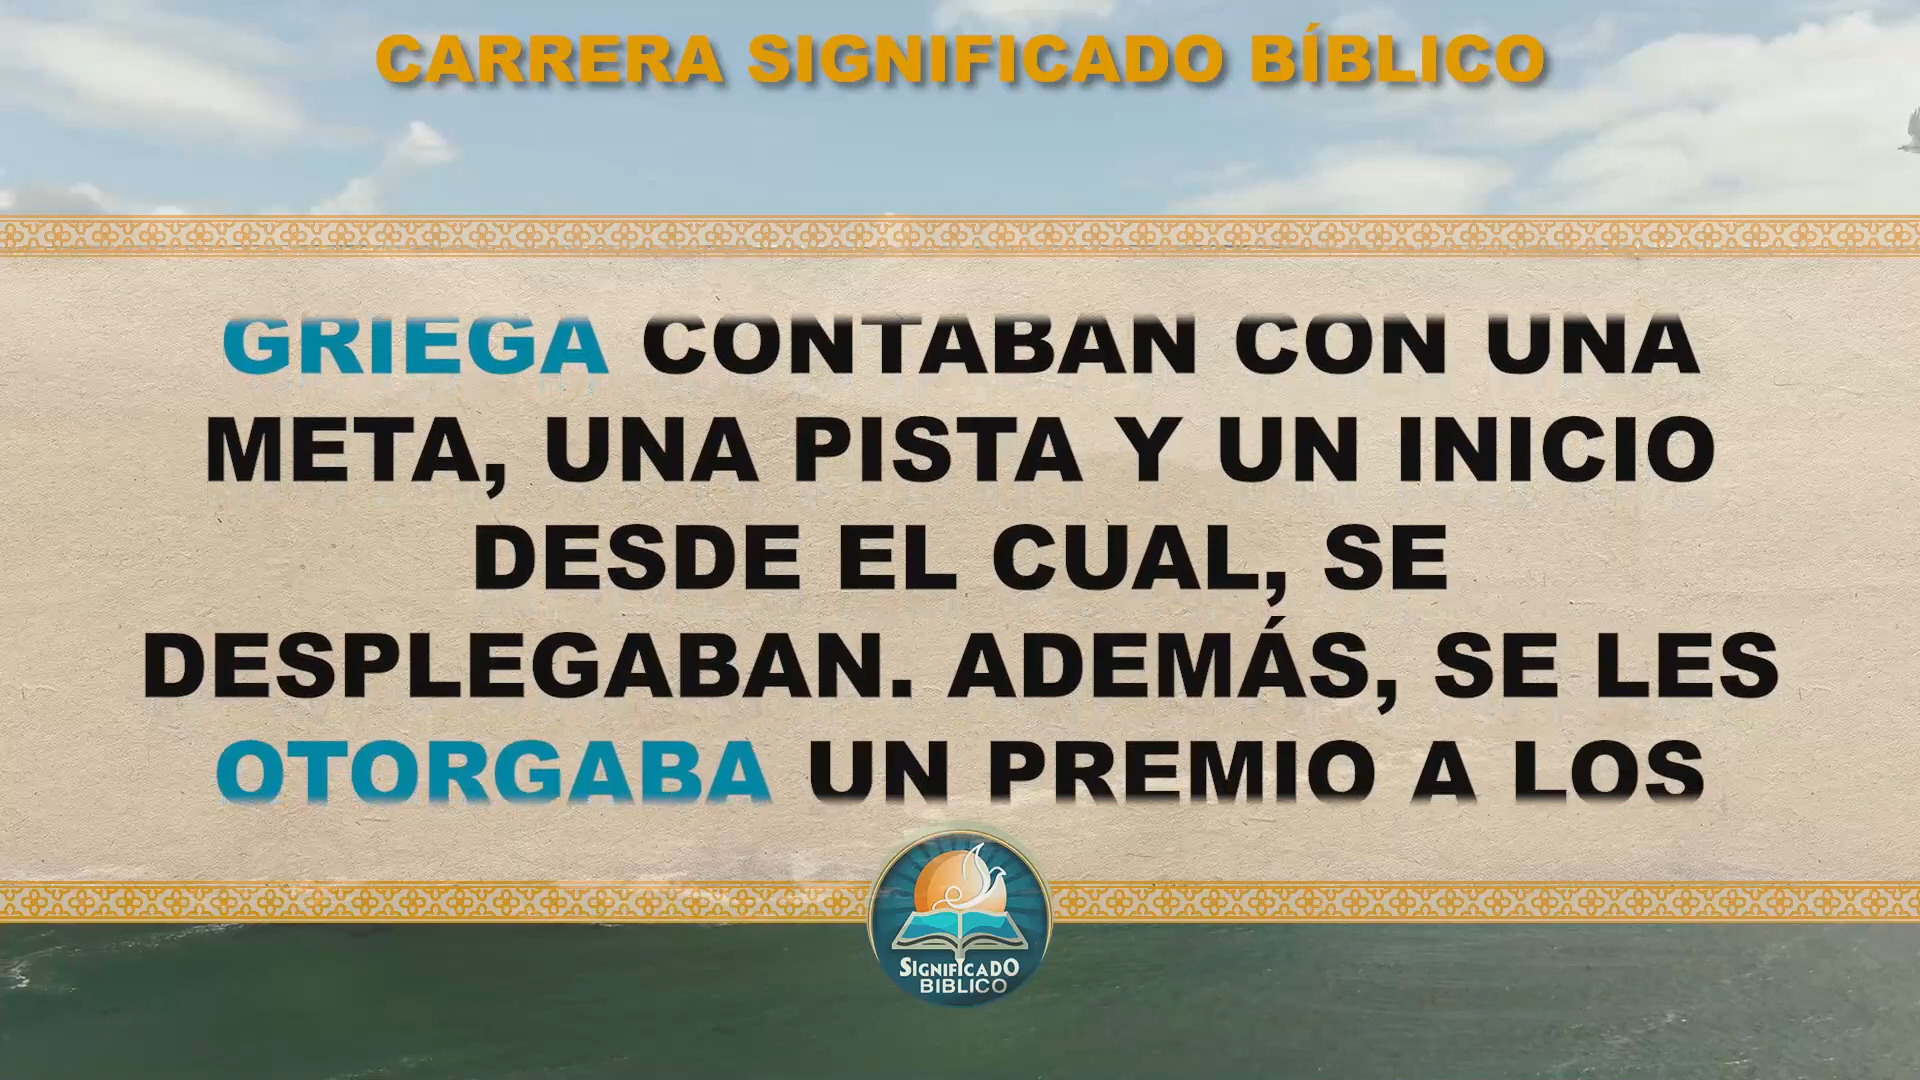 CARRERA SIGNIFICADO BÍBLICO
GRIEGA CONTABAN CON UNA
META, UNA PISTA Y UN INICIO
DESDE EL CUAL, SE
DESPLEGABAN. ADEMÁS, SE LES
OTORGABA UN PREMIO A LOS
SIGNIFICADO
BIBLICO